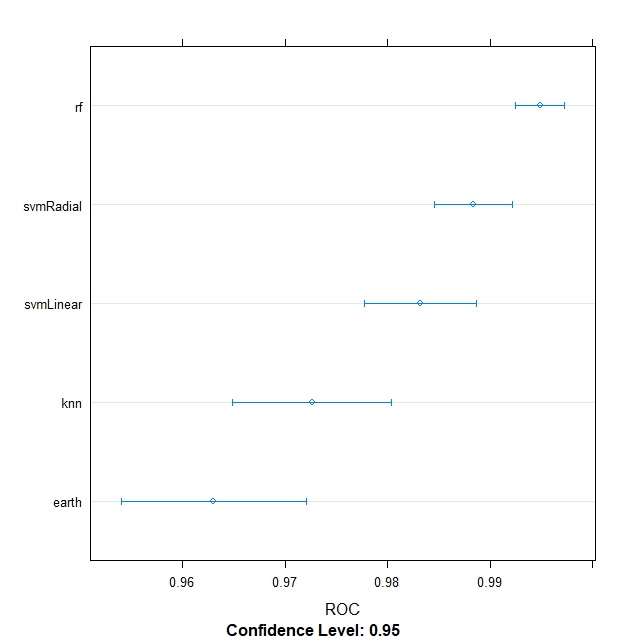 rf
svmRadial
svmLinear
knn
earth
0.96 0.97 0.98 0.99
ROC
Confidence Level: 0.95